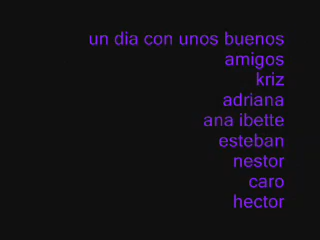 un dia con unos buenos
amigos
kriz
adriana
ana ibette
esteban
nestor
caro
hector